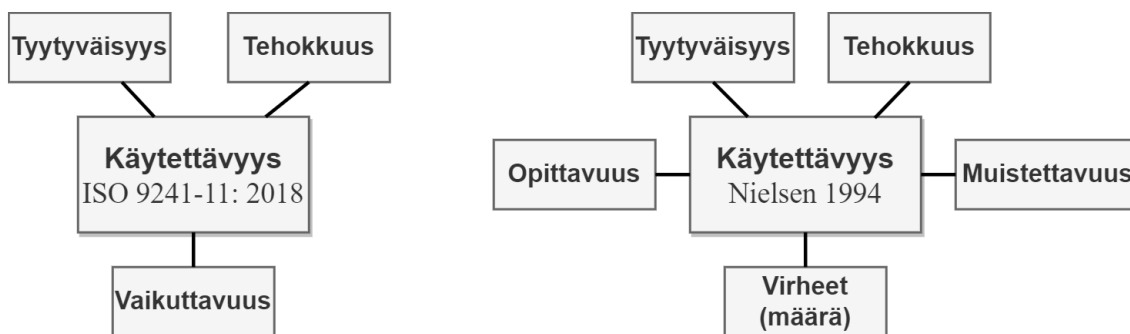 Tyytyväisyys
Tehokkuus
Käytettävyys
ISO 9241-11: 2018
Vaikuttavuus
Tyytyväisyys
Tehokkuus
Opittavuus
Käytettävyys
Nielsen 1994
Muistettavuus
Virheet
(määrä)